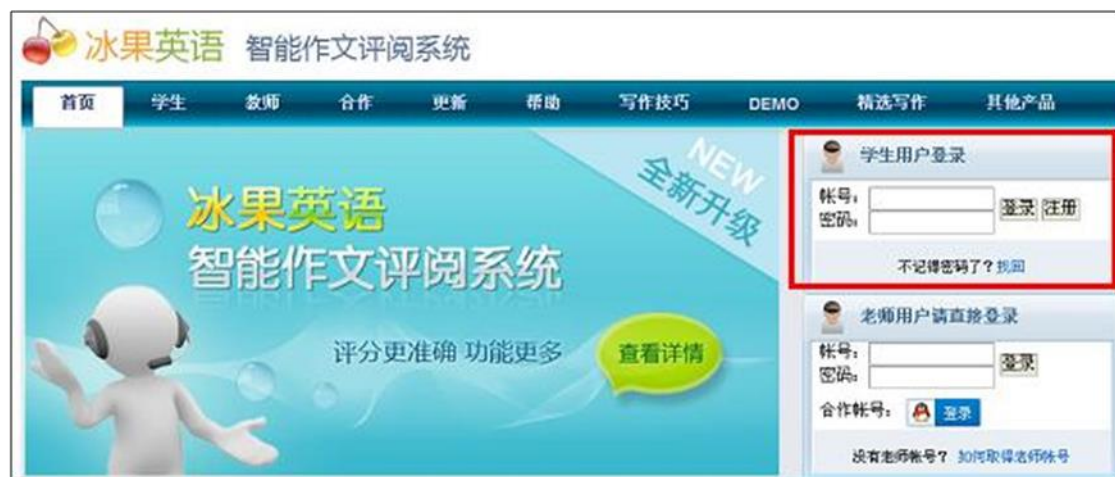 冰果英语 智能作文评阅系统
首页 学生 教师 合作 更新 帮助 写作技巧 DEMO 精选写作 其他产品
NEW
全新升级
冰果英语
智能作文评阅系统
评分更准确 功能更多
查看详情
学生用户登录
帐号：
密码：
登录 注册
不记得密码了？找回
老师用户请直接登录
帐号：
密码：
登录
合作帐号： 登录
没有老师帐号？ 如何取得老师帐号